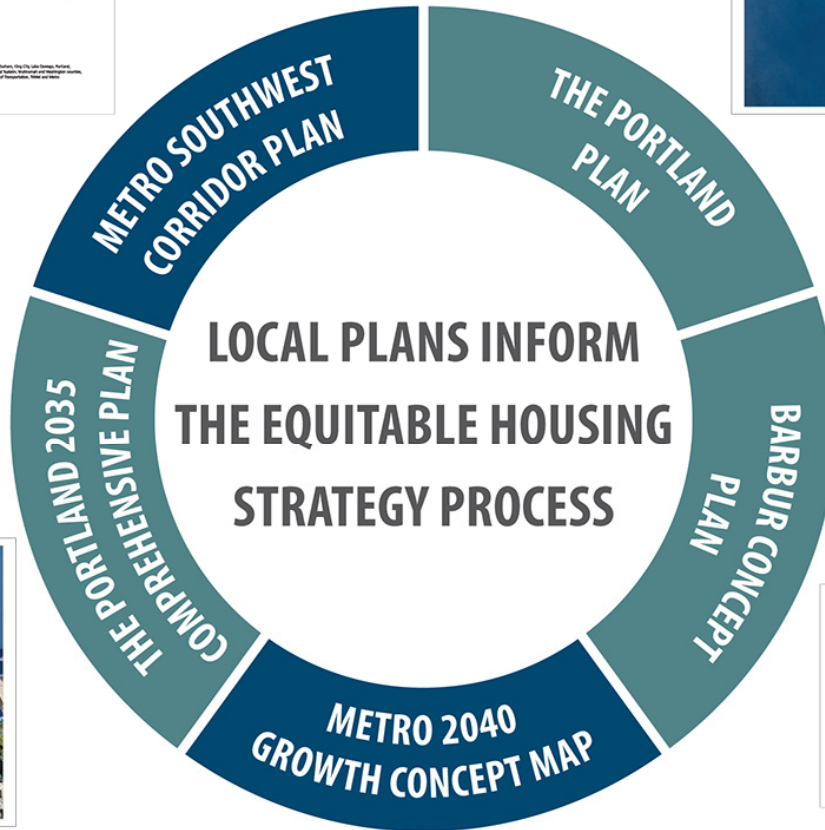 METRO SOUTHWEST
CORRIDOR PLAN
THE PORTLAND
PLAN
BARBUR CONCEPT
PLAN
METRO 2040
GROWTH CONCEPT MAP
THE PORTLAND 2035
COMPREHENSIVE PLAN
LOCAL PLANS INFORM
THE EQUITABLE HOUSING
STRATEGY PROCESS